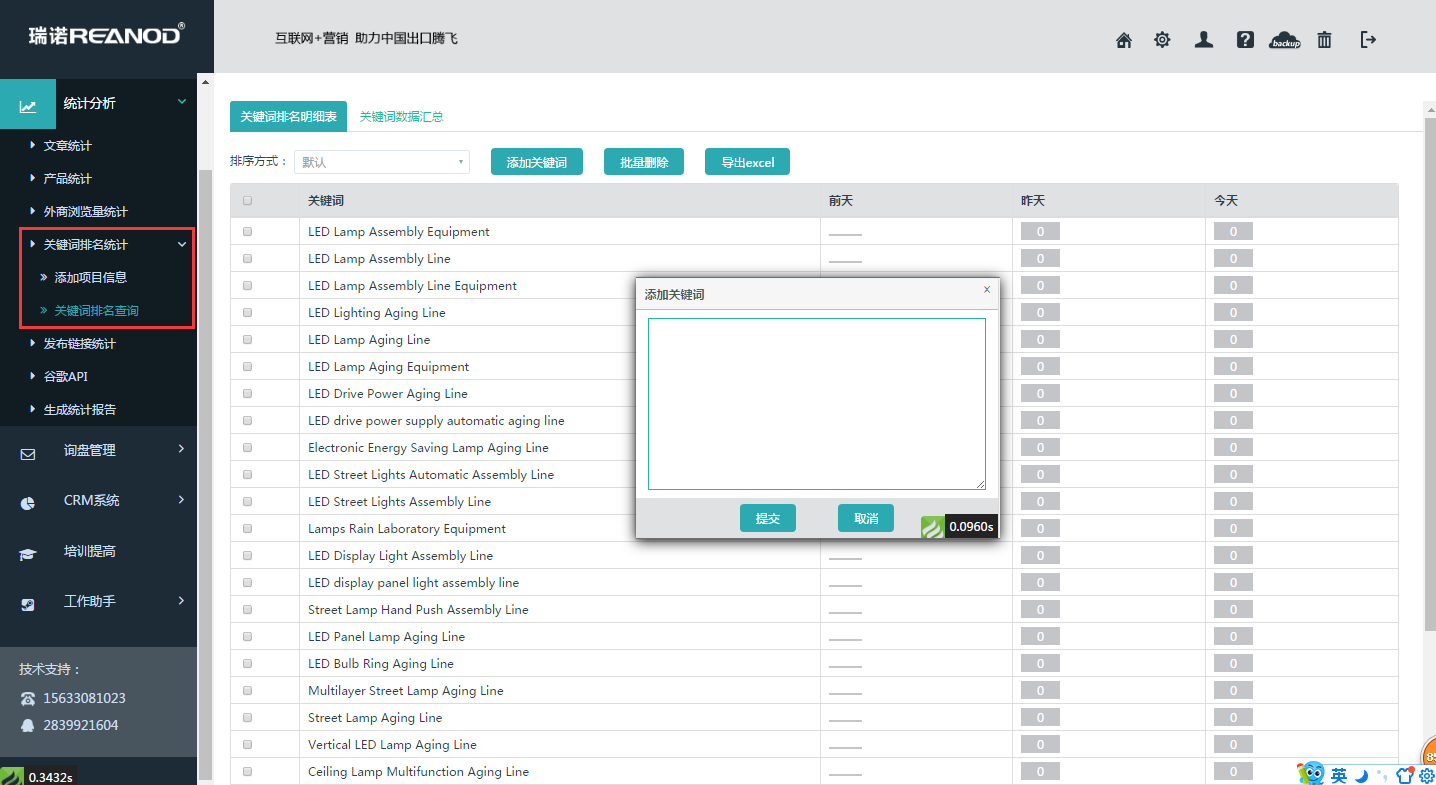 瑞诺REANOD®
互联网+营销 助力中国出口腾飞
backup
统计分析
文章统计
产品统计
外商浏览量统计
关键词排名统计
添加项目信息
关键词排名查询
发布链接统计
谷歌API
生成统计报告
询盘管理
CRM系统
培训提高
工作助手
技术支持：
15633081023
2839921604
0.3432s
关键词排名明细表 关键词数据汇总
排序方式： 默认 添加关键词 批量删除 导出excel
关键词 前天 昨天 今天
LED Lamp Assembly Equipment 0 0
LED Lamp Assembly Line 0 0
LED Lamp Assembly Line Equipment 0 0
LED Lighting Aging Line 0 0
LED Lamp Aging Line 0 0
LED Lamp Aging Equipment 0 0
LED Drive Power Aging Line 0 0
LED drive power supply automatic aging line 0 0
Electronic Energy Saving Lamp Aging Line 0 0
LED Street Lights Automatic Assembly Line 0 0
LED Street Lights Assembly Line 0 0
Lamps Rain Laboratory Equipment 0 0
LED Display Light Assembly Line 0 0
LED display panel light assembly line 0 0
Street Lamp Hand Push Assembly Line 0 0
LED Panel Lamp Aging Line 0 0
LED Bulb Ring Aging Line 0 0
Multilayer Street Lamp Aging Line 0 0
Street Lamp Aging Line 0 0
Vertical LED Lamp Aging Line 0 0
Ceiling Lamp Multifunction Aging Line 0 0
添加关键词 x
提交 取消 0.0960s
英